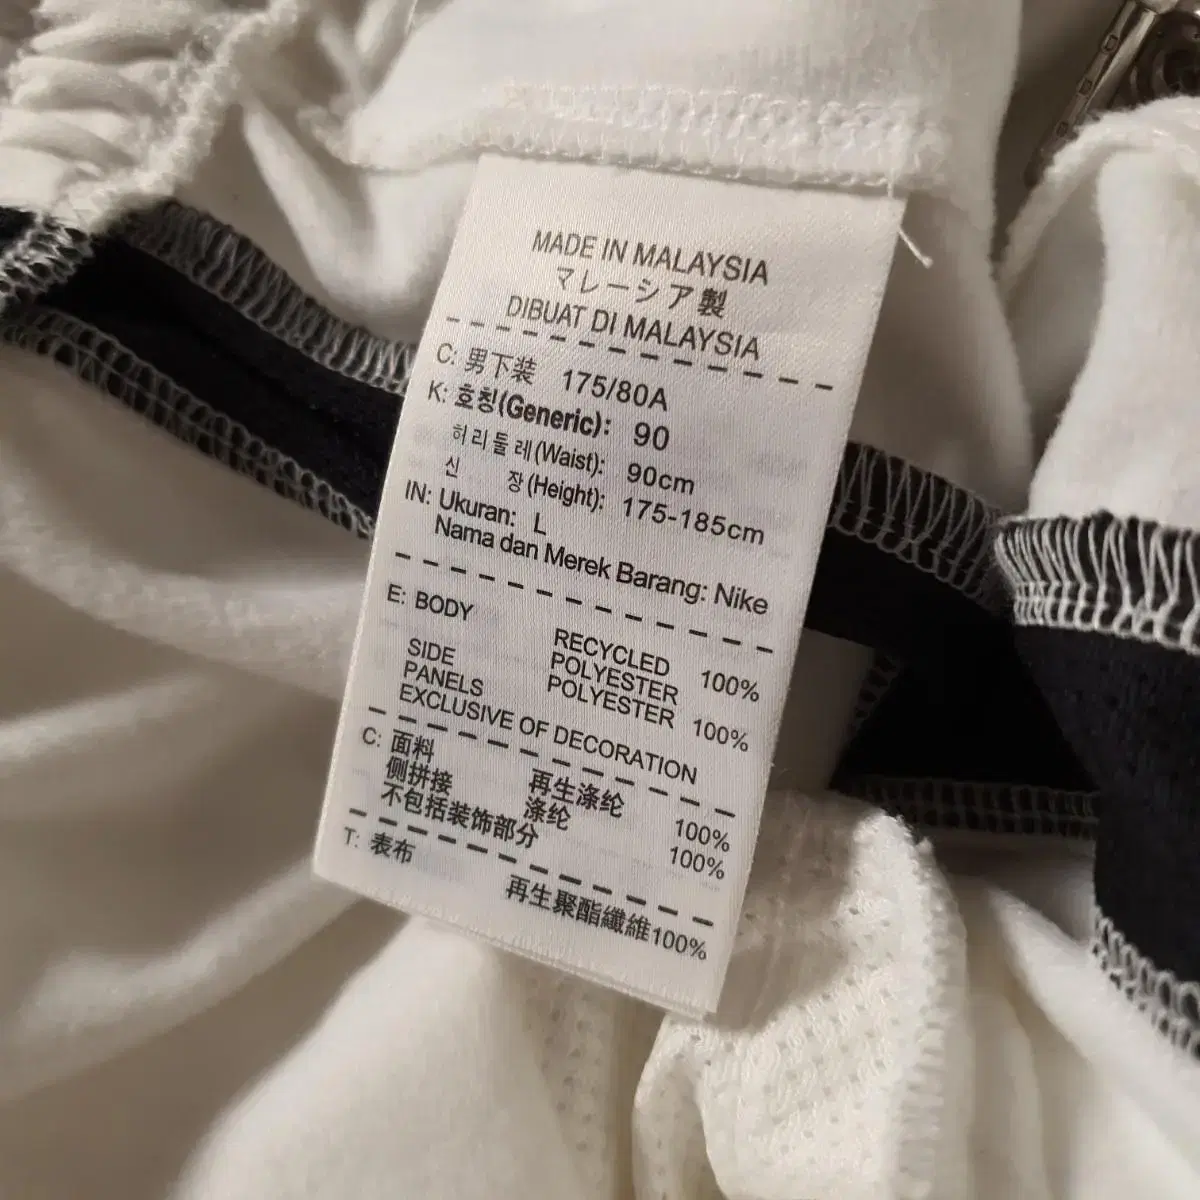 MADE IN MALAYSIA
マレーシア製
DIBUAT DI MALAYSIA
C: 男下装 175/80A
K: 호칭(Generic): 90
허리둘레(Waist): 90cm
신 장(Height): 175-185cm
IN: Ukuran: L
Nama dan Merek Barang: Nike
E: BODY
RECYCLED
POLYESTER 100%
SIDE
PANELS POLYESTER 100%
EXCLUSIVE OF DECORATION
C: 面料 再生涤纶 100%
侧拼接 涤纶 100%
不包括装饰部分
T: 表布
再生聚酯纖維100%